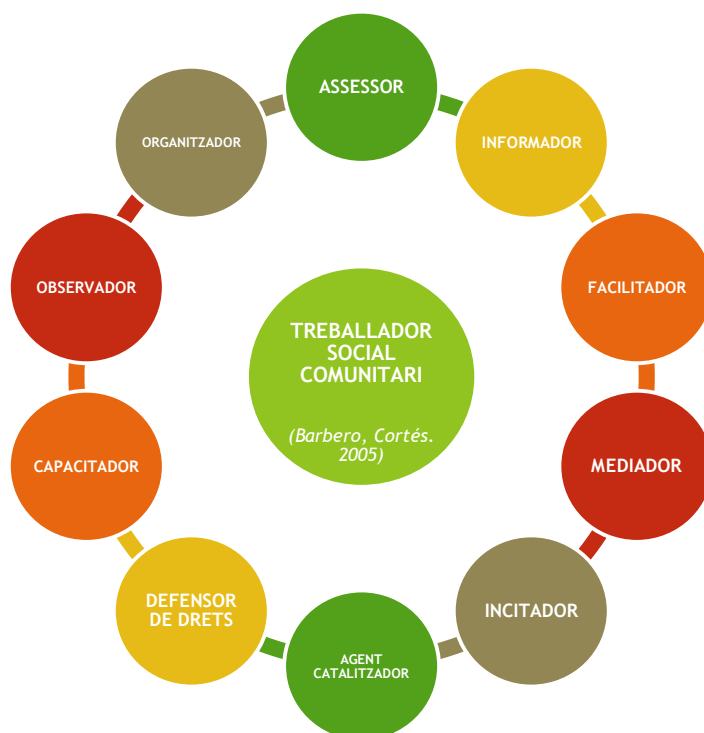 ASSESSOR
INFORMADOR
FACILITADOR
MEDIADOR
INCITADOR
AGENT
CATALITZADOR
DEFENSOR
DE DRETS
CAPACITADOR
OBSERVADOR
ORGANITZADOR
TREBALLADOR
SOCIAL
COMUNITARI
(Barbero, Cortés.
2005)